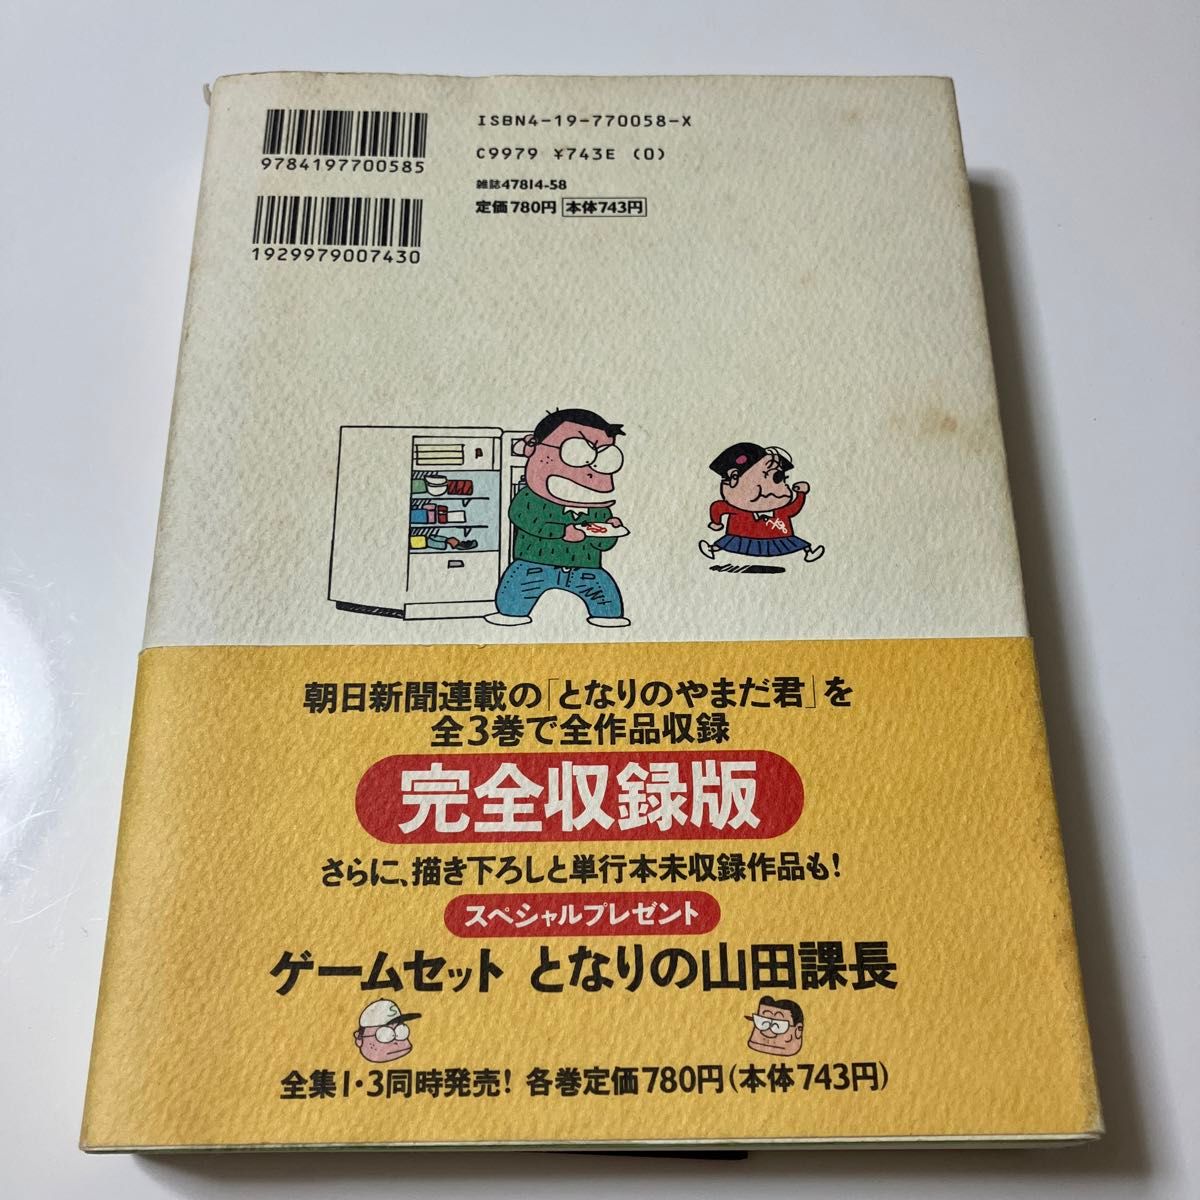 ISBN4-19-770058-X
9784197700585
C9979 ¥743E (0)
雑誌47814-58
定価780円 本体743円
1929979007430
朝日新聞連載の「となりのやまだ君」を
全3巻で全作品収録
完全収録版
さらに、描き下ろしと単行本未収録作品も!
スペシャルプレゼント
ゲームセット となりの山田課長
S
全集1・3同時発売! 各巻定価780円(本体743円)